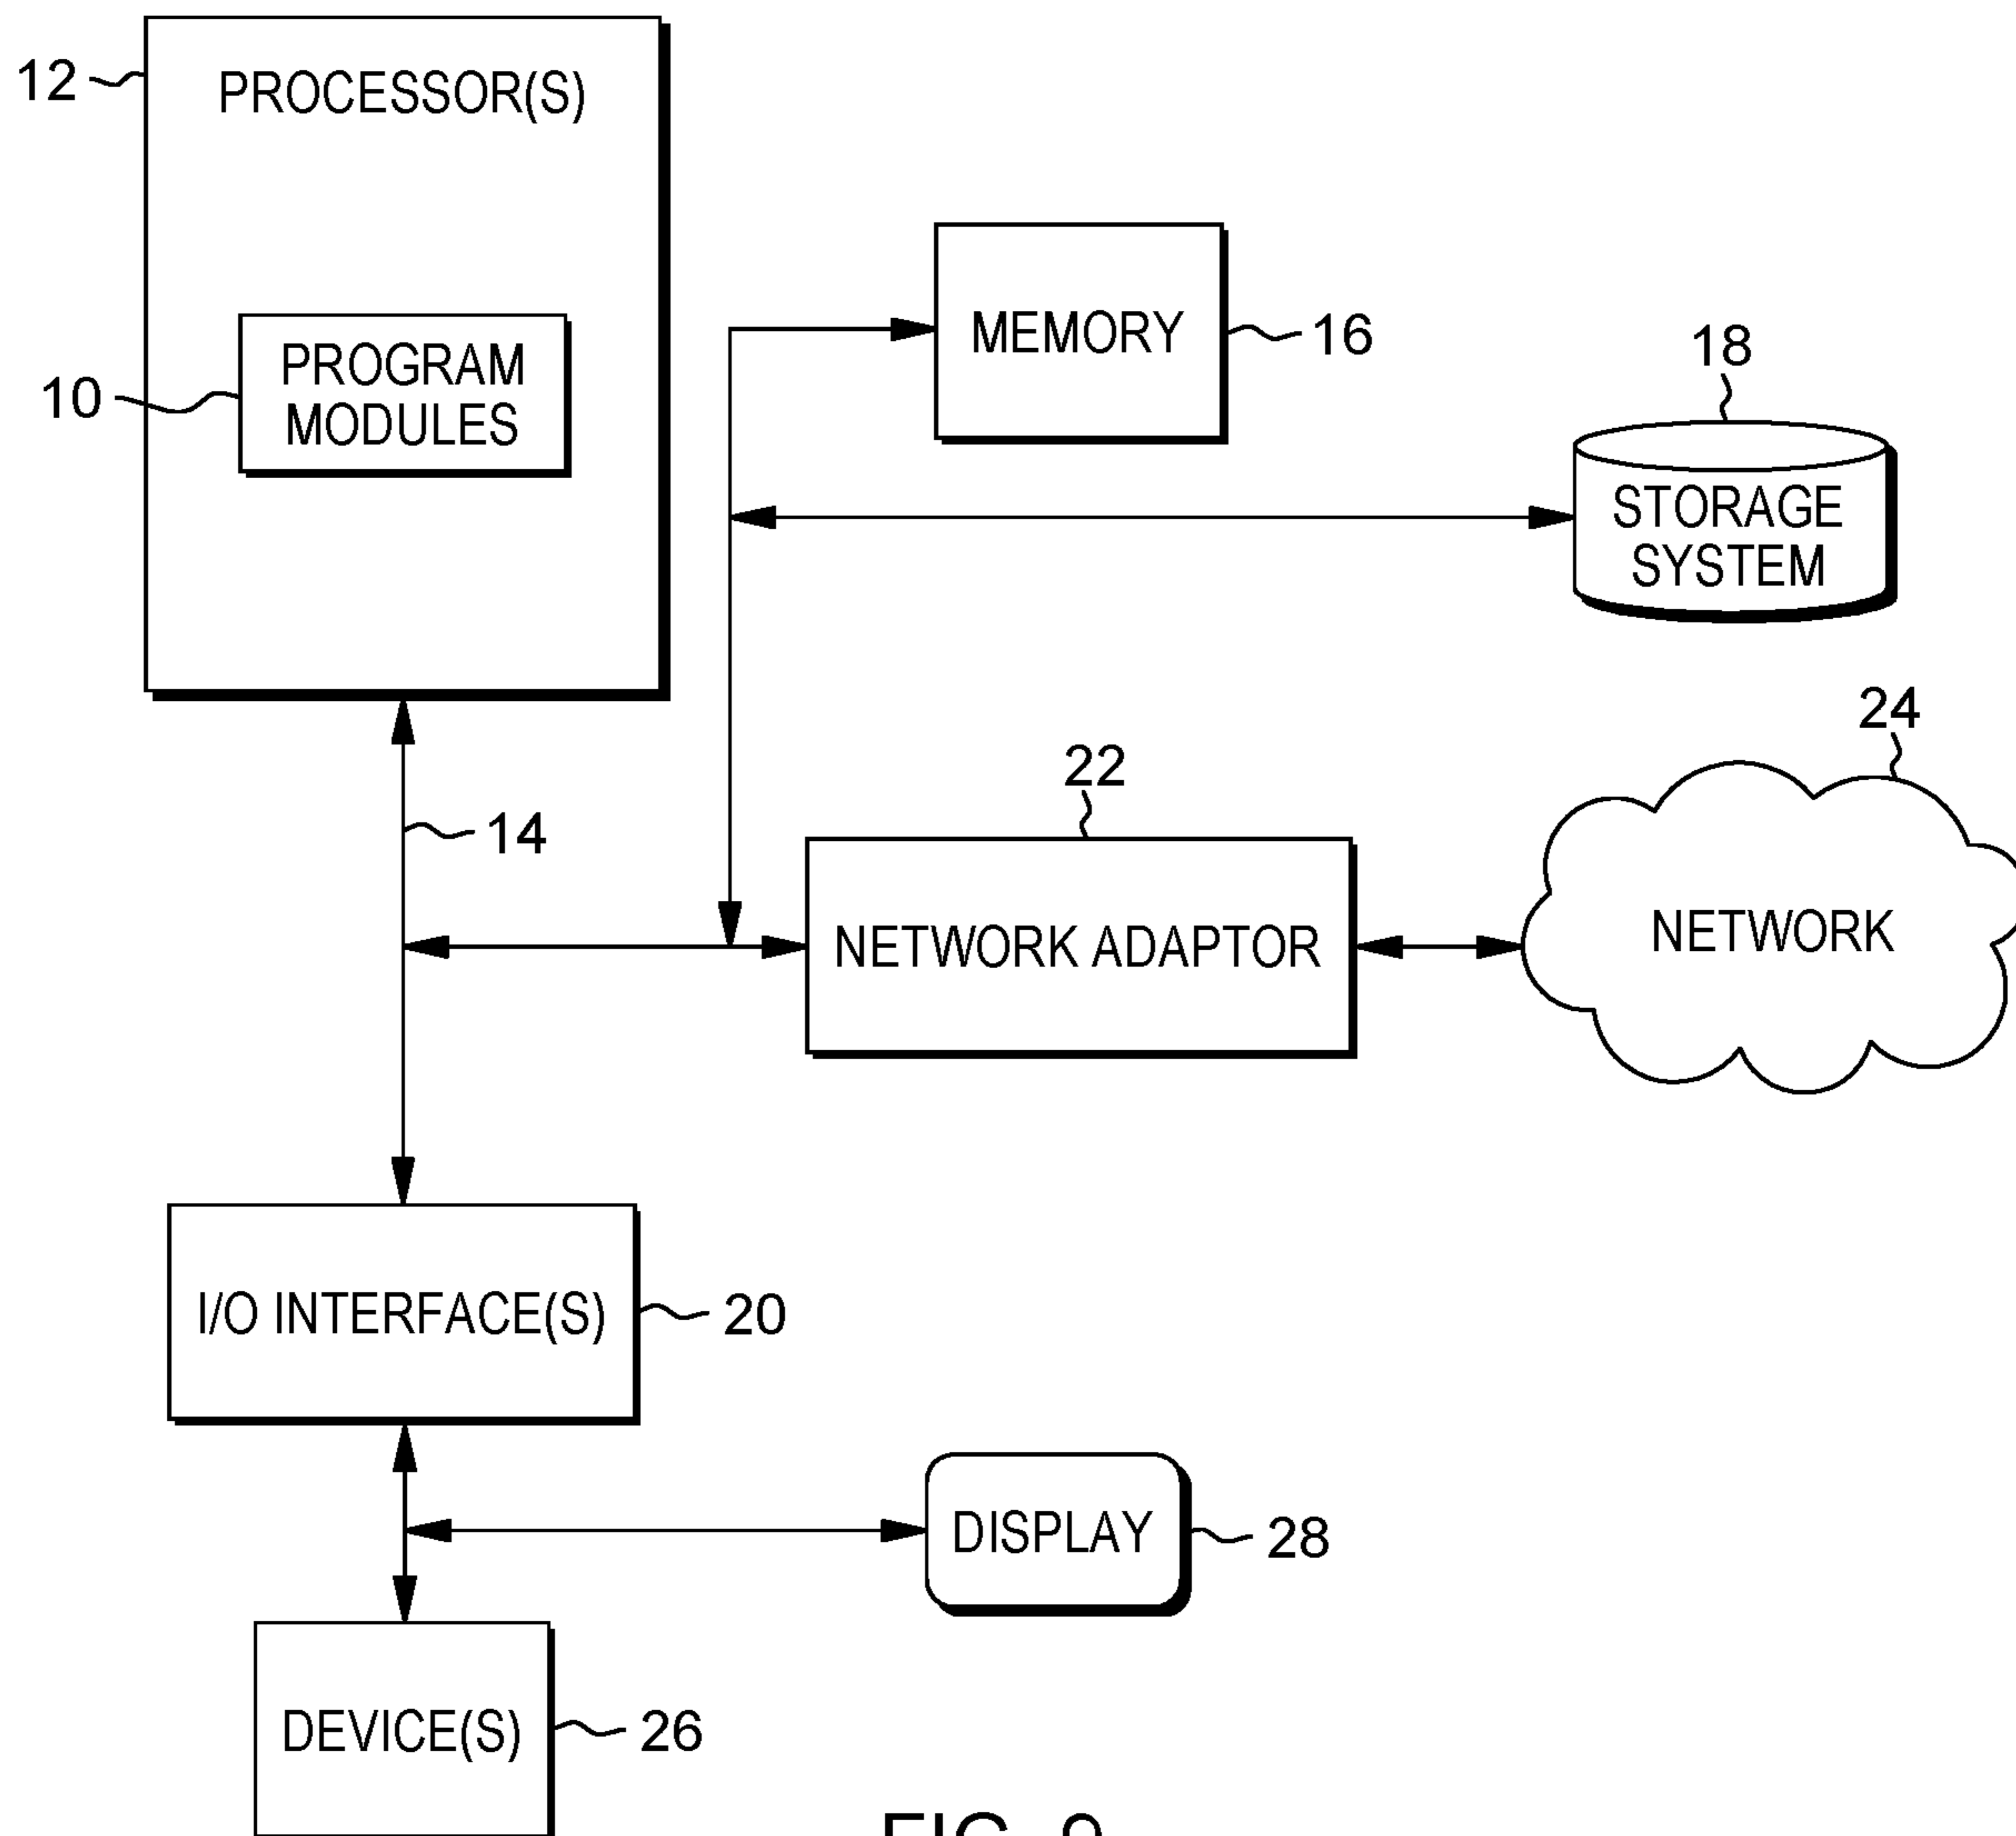 12
PROCESSOR(S)
PROGRAM
MODULES
10
MEMORY
16
18
STORAGE
SYSTEM
14
22
24
NETWORK ADAPTOR
NETWORK
I/O INTERFACE(S)
20
DISPLAY
28
DEVICE(S)
26
FIG.